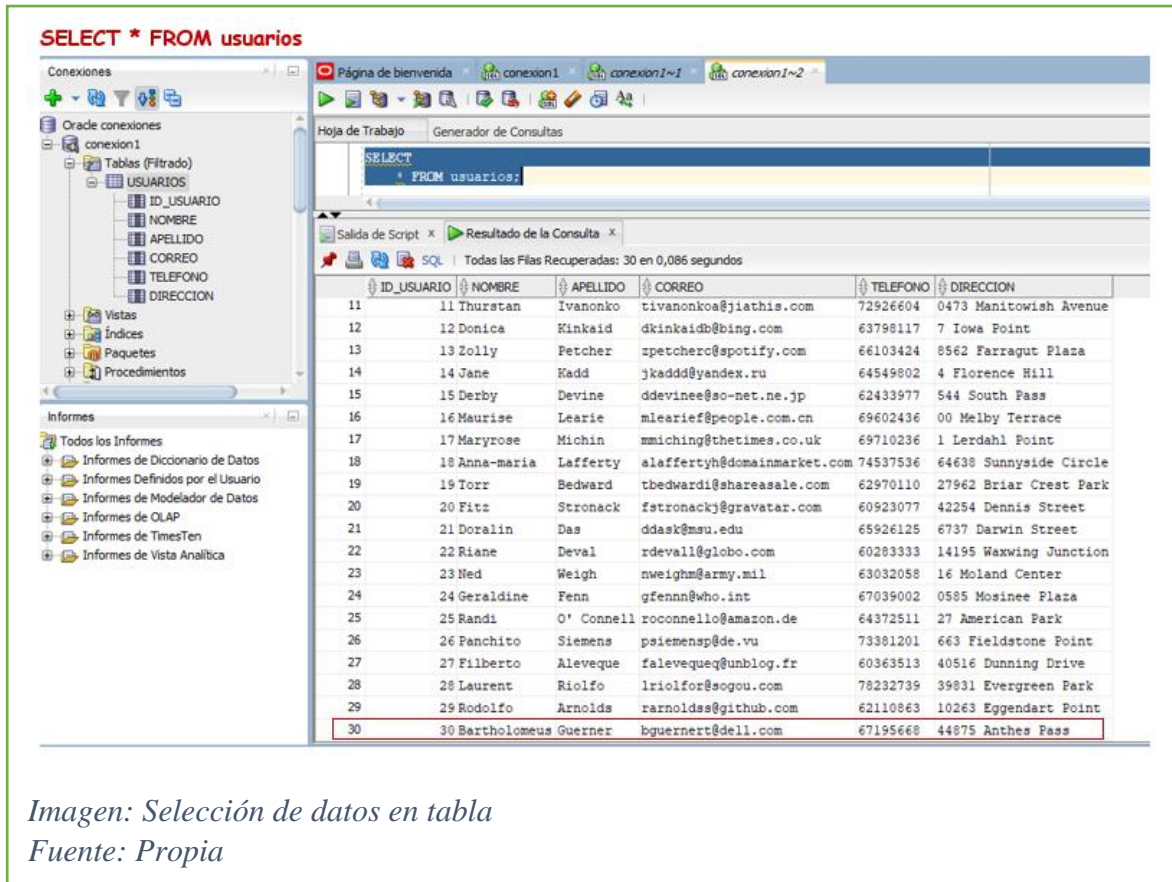 SELECT * FROM usuarios
Conexiones
Oracle conexiones
conexion1
Tablas (Filtrado)
USUARIOS
ID_USUARIO
NOMBRE
APELLIDO
CORREO
TELEFONO
DIRECCION
Vistas
Índices
Paquetes
Procedimientos
Informes
Todos los Informes
Informes de Diccionario de Datos
Informes Definidos por el Usuario
Informes de Modelador de Datos
Informes de OLAP
Informes de TimesTen
Informes de Vista Analítica
Página de bienvenida conexion1 conexion1~1 conexion1~2
Hoja de Trabajo Generador de Consultas
SELECT
* FROM usuarios;
Salida de Script x Resultado de la Consulta x
SQL | Todas las Filas Recuperadas: 30 en 0,086 segundos
ID_USUARIO NOMBRE APELLIDO CORREO TELEFONO DIRECCION
11 11 Thurstan Ivanonko tivanonkoa@jiathis.com 72926604 0473 Manitowish Avenue
12 12 Donica Kinkaid dkinkaidb@bing.com 63798117 7 Iowa Point
13 13 Zolly Petcher zpetcherc@spotify.com 66103424 8562 Farragut Plaza
14 14 Jane Kadd jkaddd@yandex.ru 64549802 4 Florence Hill
15 15 Derby Devine ddevinee@so-net.ne.jp 62433977 544 South Pass
16 16 Maurise Learie mlearief@people.com.cn 69602436 00 Melby Terrace
17 17 Maryrose Michin mmiching@thetimes.co.uk 69710236 1 Lerdahl Point
18 18 Anna-maria Lafferty alaffertyh@domainmarket.com 74537536 64638 Sunnyside Circle
19 19 Torr Bedward tbedwardi@shareasale.com 62970110 27962 Briar Crest Park
20 20 Fitz Stronack fstronackj@gravatar.com 60923077 42254 Dennis Street
21 21 Doralin Das ddask@msu.edu 65926125 6737 Darwin Street
22 22 Riane Deval rdevall@globo.com 60283333 14195 Waxwing Junction
23 23 Ned Weigh nweighm@army.mil 63032058 16 Moland Center
24 24 Geraldine Fenn gfennn@who.int 67039002 0585 Mosinee Plaza
25 25 Randi O' Connell roconnello@amazon.de 64372511 27 American Park
26 26 Panchito Siemens psiemensp@de.vu 73381201 663 Fieldstone Point
27 27 Filberto Aleveque falevequeq@unblog.fr 60363513 40516 Dunning Drive
28 28 Laurent Riolfo lriolfor@sogou.com 78232739 39831 Evergreen Park
29 29 Rodolfo Arnolds rarnoldss@github.com 62110863 10263 Eggendart Point
30 30 Bartholomeus Guerner bguernert@dell.com 67195668 44875 Anthes Pass
Imagen: Selección de datos en tabla
Fuente: Propia